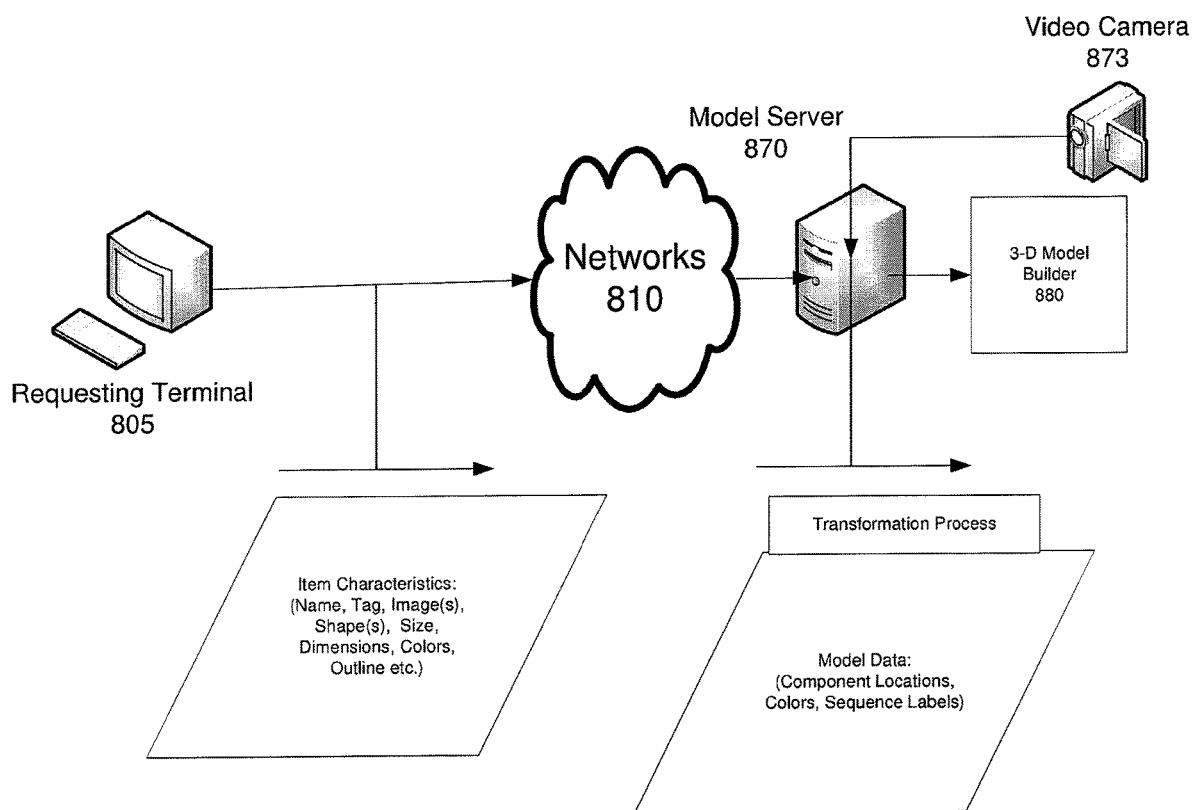 Video Camera
873
Model Server
870
Networks
810
3-D Model
Builder
880
Requesting Terminal
805
Transformation Process
Item Characteristics:
(Name, Tag, Image(s),
Shape(s), Size,
Dimensions, Colors,
Outline etc.)
Model Data:
(Component Locations,
Colors, Sequence Labels)